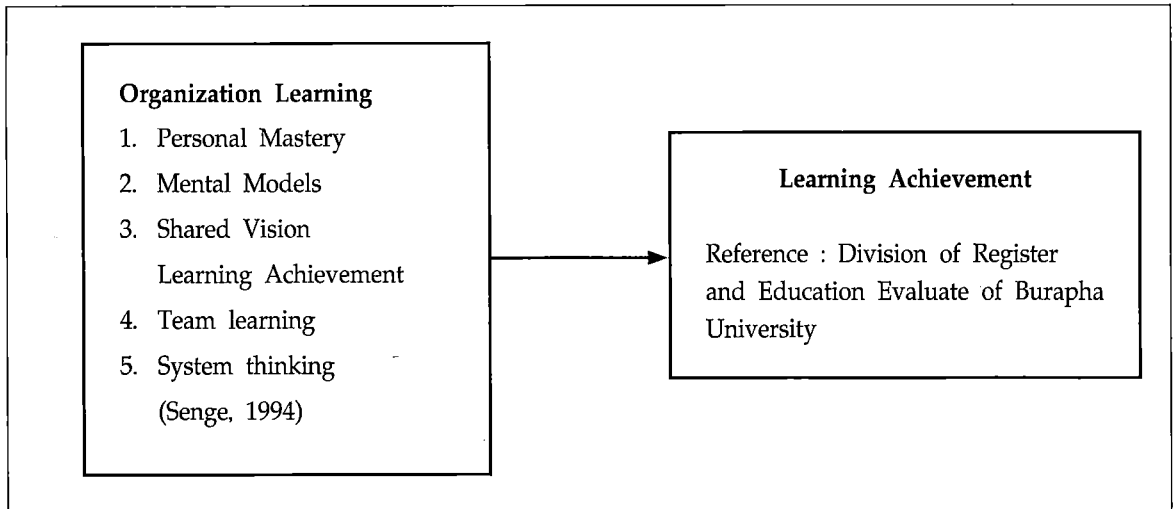 Organization Learning
1. Personal Mastery
2. Mental Models
3. Shared Vision
Learning Achievement
4. Team learning
5. System thinking
(Senge, 1994)
Learning Achievement
Reference : Division of Register
and Education Evaluate of Burapha
University